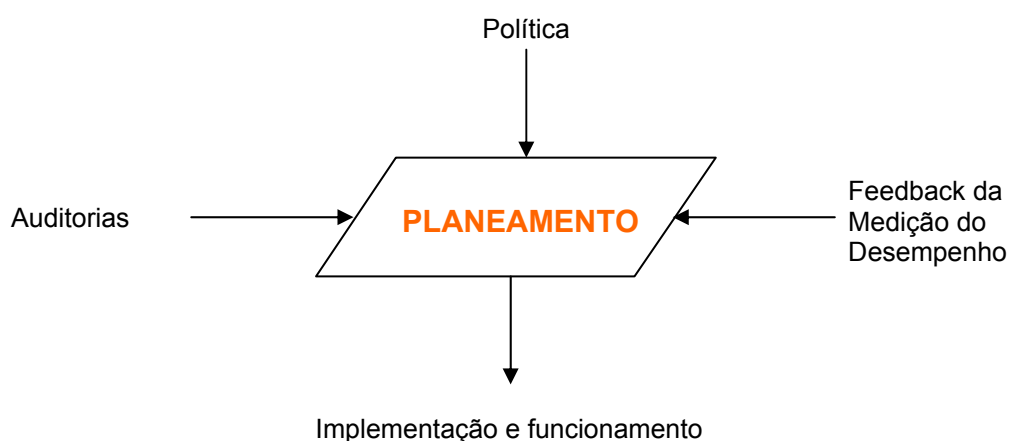 Política
Auditorias
PLANEAMENTO
Feedback da
Medição do
Desempenho
Implementação e funcionamento